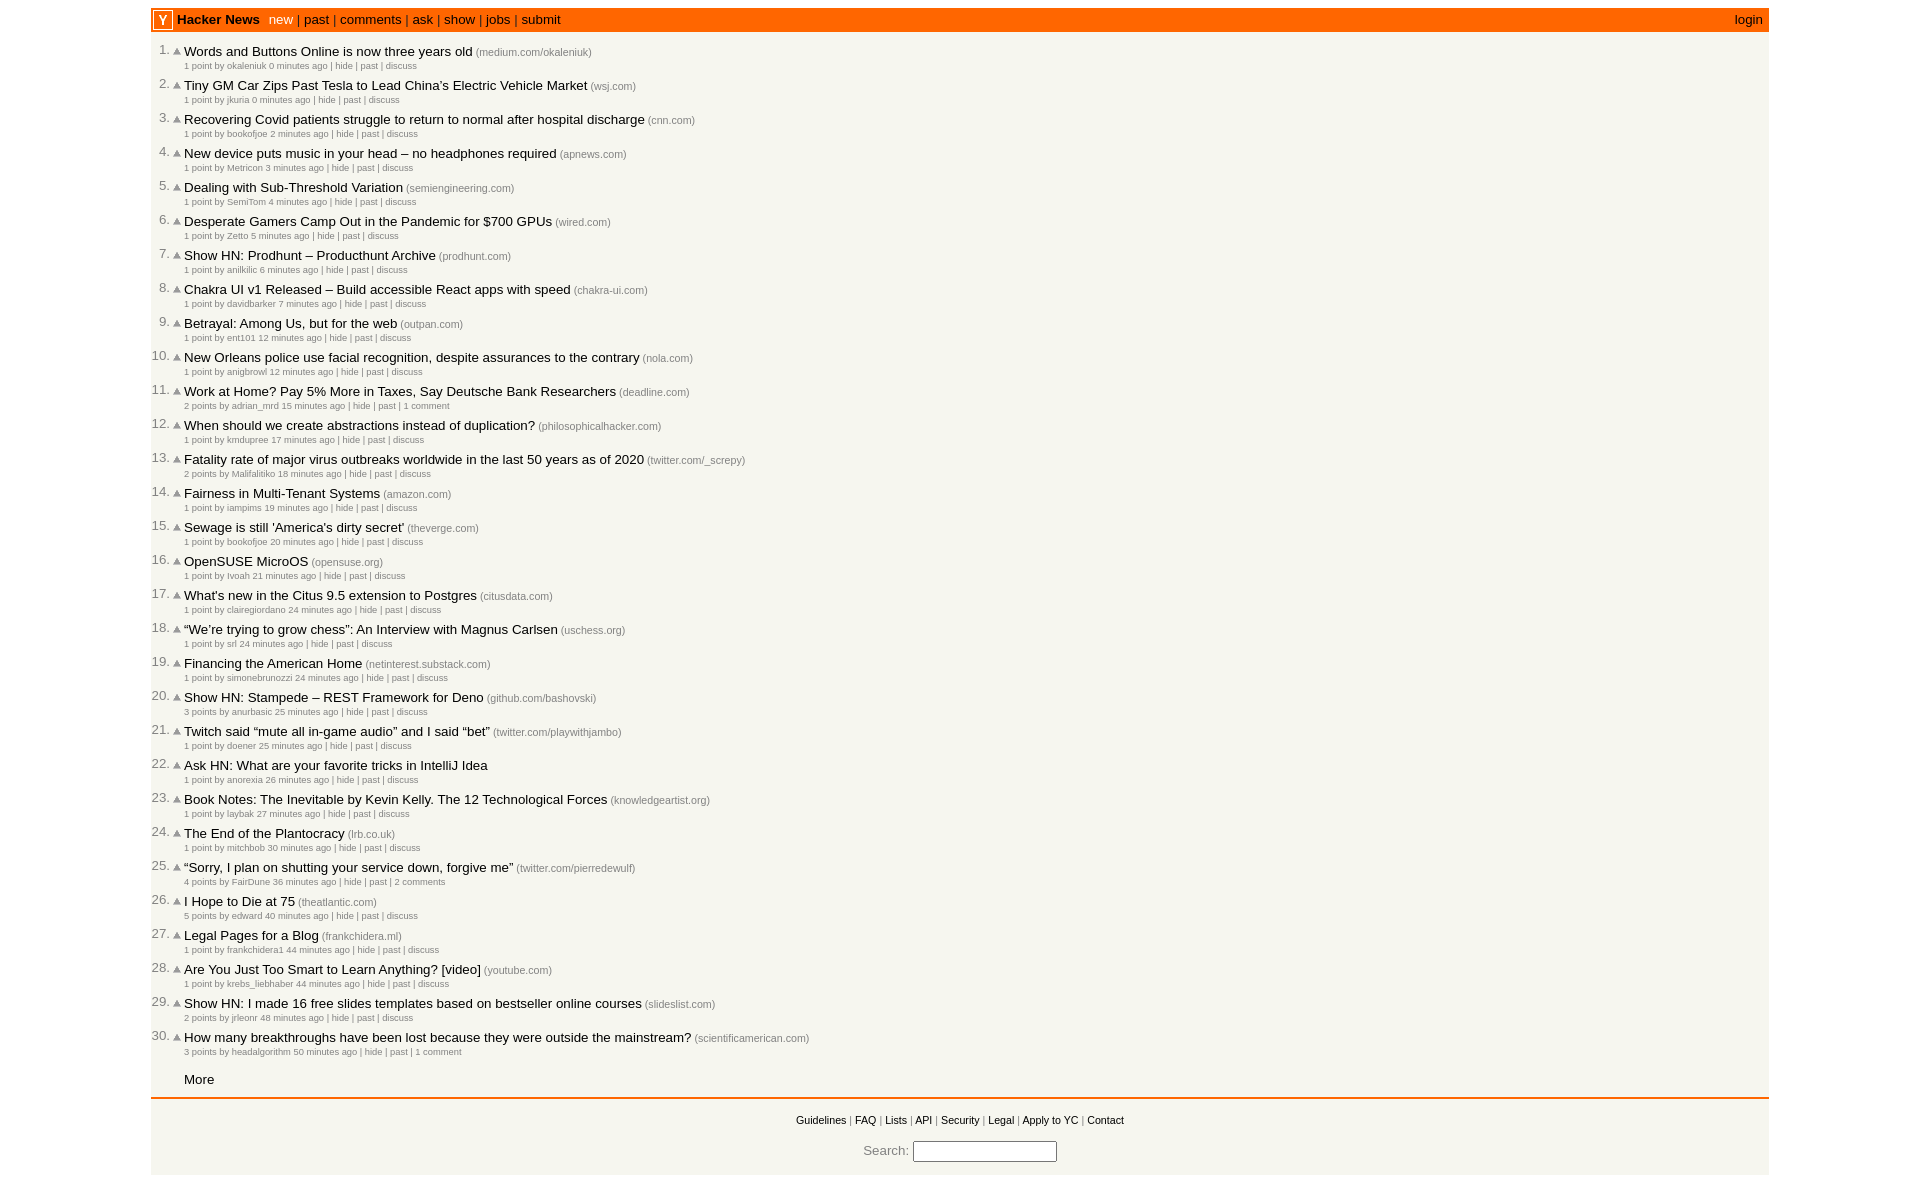 Y Hacker News new | past | comments | ask | show | jobs | submit login
1. Words and Buttons Online is now three years old (medium.com/okaleniuk)
1 point by okaleniuk 0 minutes ago | hide | past | discuss
2. Tiny GM Car Zips Past Tesla to Lead China’s Electric Vehicle Market (wsj.com)
1 point by jkuria 0 minutes ago | hide | past | discuss
3. Recovering Covid patients struggle to return to normal after hospital discharge (cnn.com)
1 point by bookofjoe 2 minutes ago | hide | past | discuss
4. New device puts music in your head – no headphones required (apnews.com)
1 point by Metricon 3 minutes ago | hide | past | discuss
5. Dealing with Sub-Threshold Variation (semiengineering.com)
1 point by SemiTom 4 minutes ago | hide | past | discuss
6. Desperate Gamers Camp Out in the Pandemic for $700 GPUs (wired.com)
1 point by Zetto 5 minutes ago | hide | past | discuss
7. Show HN: Prodhunt – Producthunt Archive (prodhunt.com)
1 point by anilkilic 6 minutes ago | hide | past | discuss
8. Chakra UI v1 Released – Build accessible React apps with speed (chakra-ui.com)
1 point by davidbarker 7 minutes ago | hide | past | discuss
9. Betrayal: Among Us, but for the web (outpan.com)
1 point by ent101 12 minutes ago | hide | past | discuss
10. New Orleans police use facial recognition, despite assurances to the contrary (nola.com)
1 point by anigbrowl 12 minutes ago | hide | past | discuss
11. Work at Home? Pay 5% More in Taxes, Say Deutsche Bank Researchers (deadline.com)
2 points by adrian_mrd 15 minutes ago | hide | past | 1 comment
12. When should we create abstractions instead of duplication? (philosophicalhacker.com)
1 point by kmdupree 17 minutes ago | hide | past | discuss
13. Fatality rate of major virus outbreaks worldwide in the last 50 years as of 2020 (twitter.com/_screpy)
2 points by Malifalitiko 18 minutes ago | hide | past | discuss
14. Fairness in Multi-Tenant Systems (amazon.com)
1 point by iampims 19 minutes ago | hide | past | discuss
15. Sewage is still 'America's dirty secret' (theverge.com)
1 point by bookofjoe 20 minutes ago | hide | past | discuss
16. OpenSUSE MicroOS (opensuse.org)
1 point by Ivoah 21 minutes ago | hide | past | discuss
17. What's new in the Citus 9.5 extension to Postgres (citusdata.com)
1 point by clairegiordano 24 minutes ago | hide | past | discuss
18. “We’re trying to grow chess”: An Interview with Magnus Carlsen (uschess.org)
1 point by srl 24 minutes ago | hide | past | discuss
19. Financing the American Home (netinterest.substack.com)
1 point by simonebrunozzi 24 minutes ago | hide | past | discuss
20. Show HN: Stampede – REST Framework for Deno (github.com/bashovski)
3 points by anurbasic 25 minutes ago | hide | past | discuss
21. Twitch said “mute all in-game audio” and I said “bet” (twitter.com/playwithjambo)
1 point by doener 25 minutes ago | hide | past | discuss
22. Ask HN: What are your favorite tricks in IntelliJ Idea
1 point by anorexia 26 minutes ago | hide | past | discuss
23. Book Notes: The Inevitable by Kevin Kelly. The 12 Technological Forces (knowledgeartist.org)
1 point by laybak 27 minutes ago | hide | past | discuss
24. The End of the Plantocracy (lrb.co.uk)
1 point by mitchbob 30 minutes ago | hide | past | discuss
25. “Sorry, I plan on shutting your service down, forgive me” (twitter.com/pierredewulf)
4 points by FairDune 36 minutes ago | hide | past | 2 comments
26. I Hope to Die at 75 (theatlantic.com)
5 points by edward 40 minutes ago | hide | past | discuss
27. Legal Pages for a Blog (frankchidera.ml)
1 point by frankchidera1 44 minutes ago | hide | past | discuss
28. Are You Just Too Smart to Learn Anything? [video] (youtube.com)
1 point by krebs_liebhaber 44 minutes ago | hide | past | discuss
29. Show HN: I made 16 free slides templates based on bestseller online courses (slideslist.com)
2 points by jrleonr 48 minutes ago | hide | past | discuss
30. How many breakthroughs have been lost because they were outside the mainstream? (scientificamerican.com)
3 points by headalgorithm 50 minutes ago | hide | past | 1 comment
More
Guidelines | FAQ | Lists | API | Security | Legal | Apply to YC | Contact
Search: